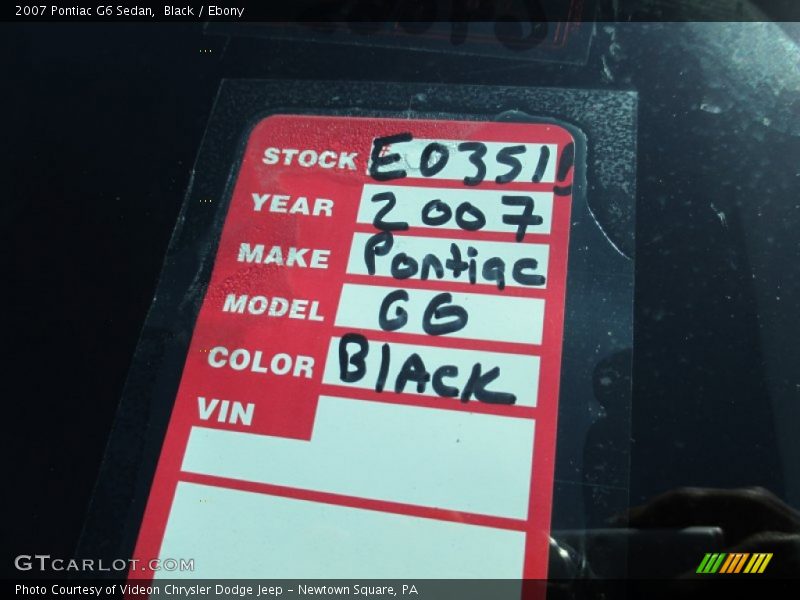 2007 Pontiac G6 Sedan, Black / Ebony
STOCK # E0351!
YEAR 2007
MAKE Pontiac
MODEL G6
COLOR BlAcK
VIN
GTCARLOT.COM
Photo Courtesy of Videon Chrysler Dodge Jeep - Newtown Square, PA